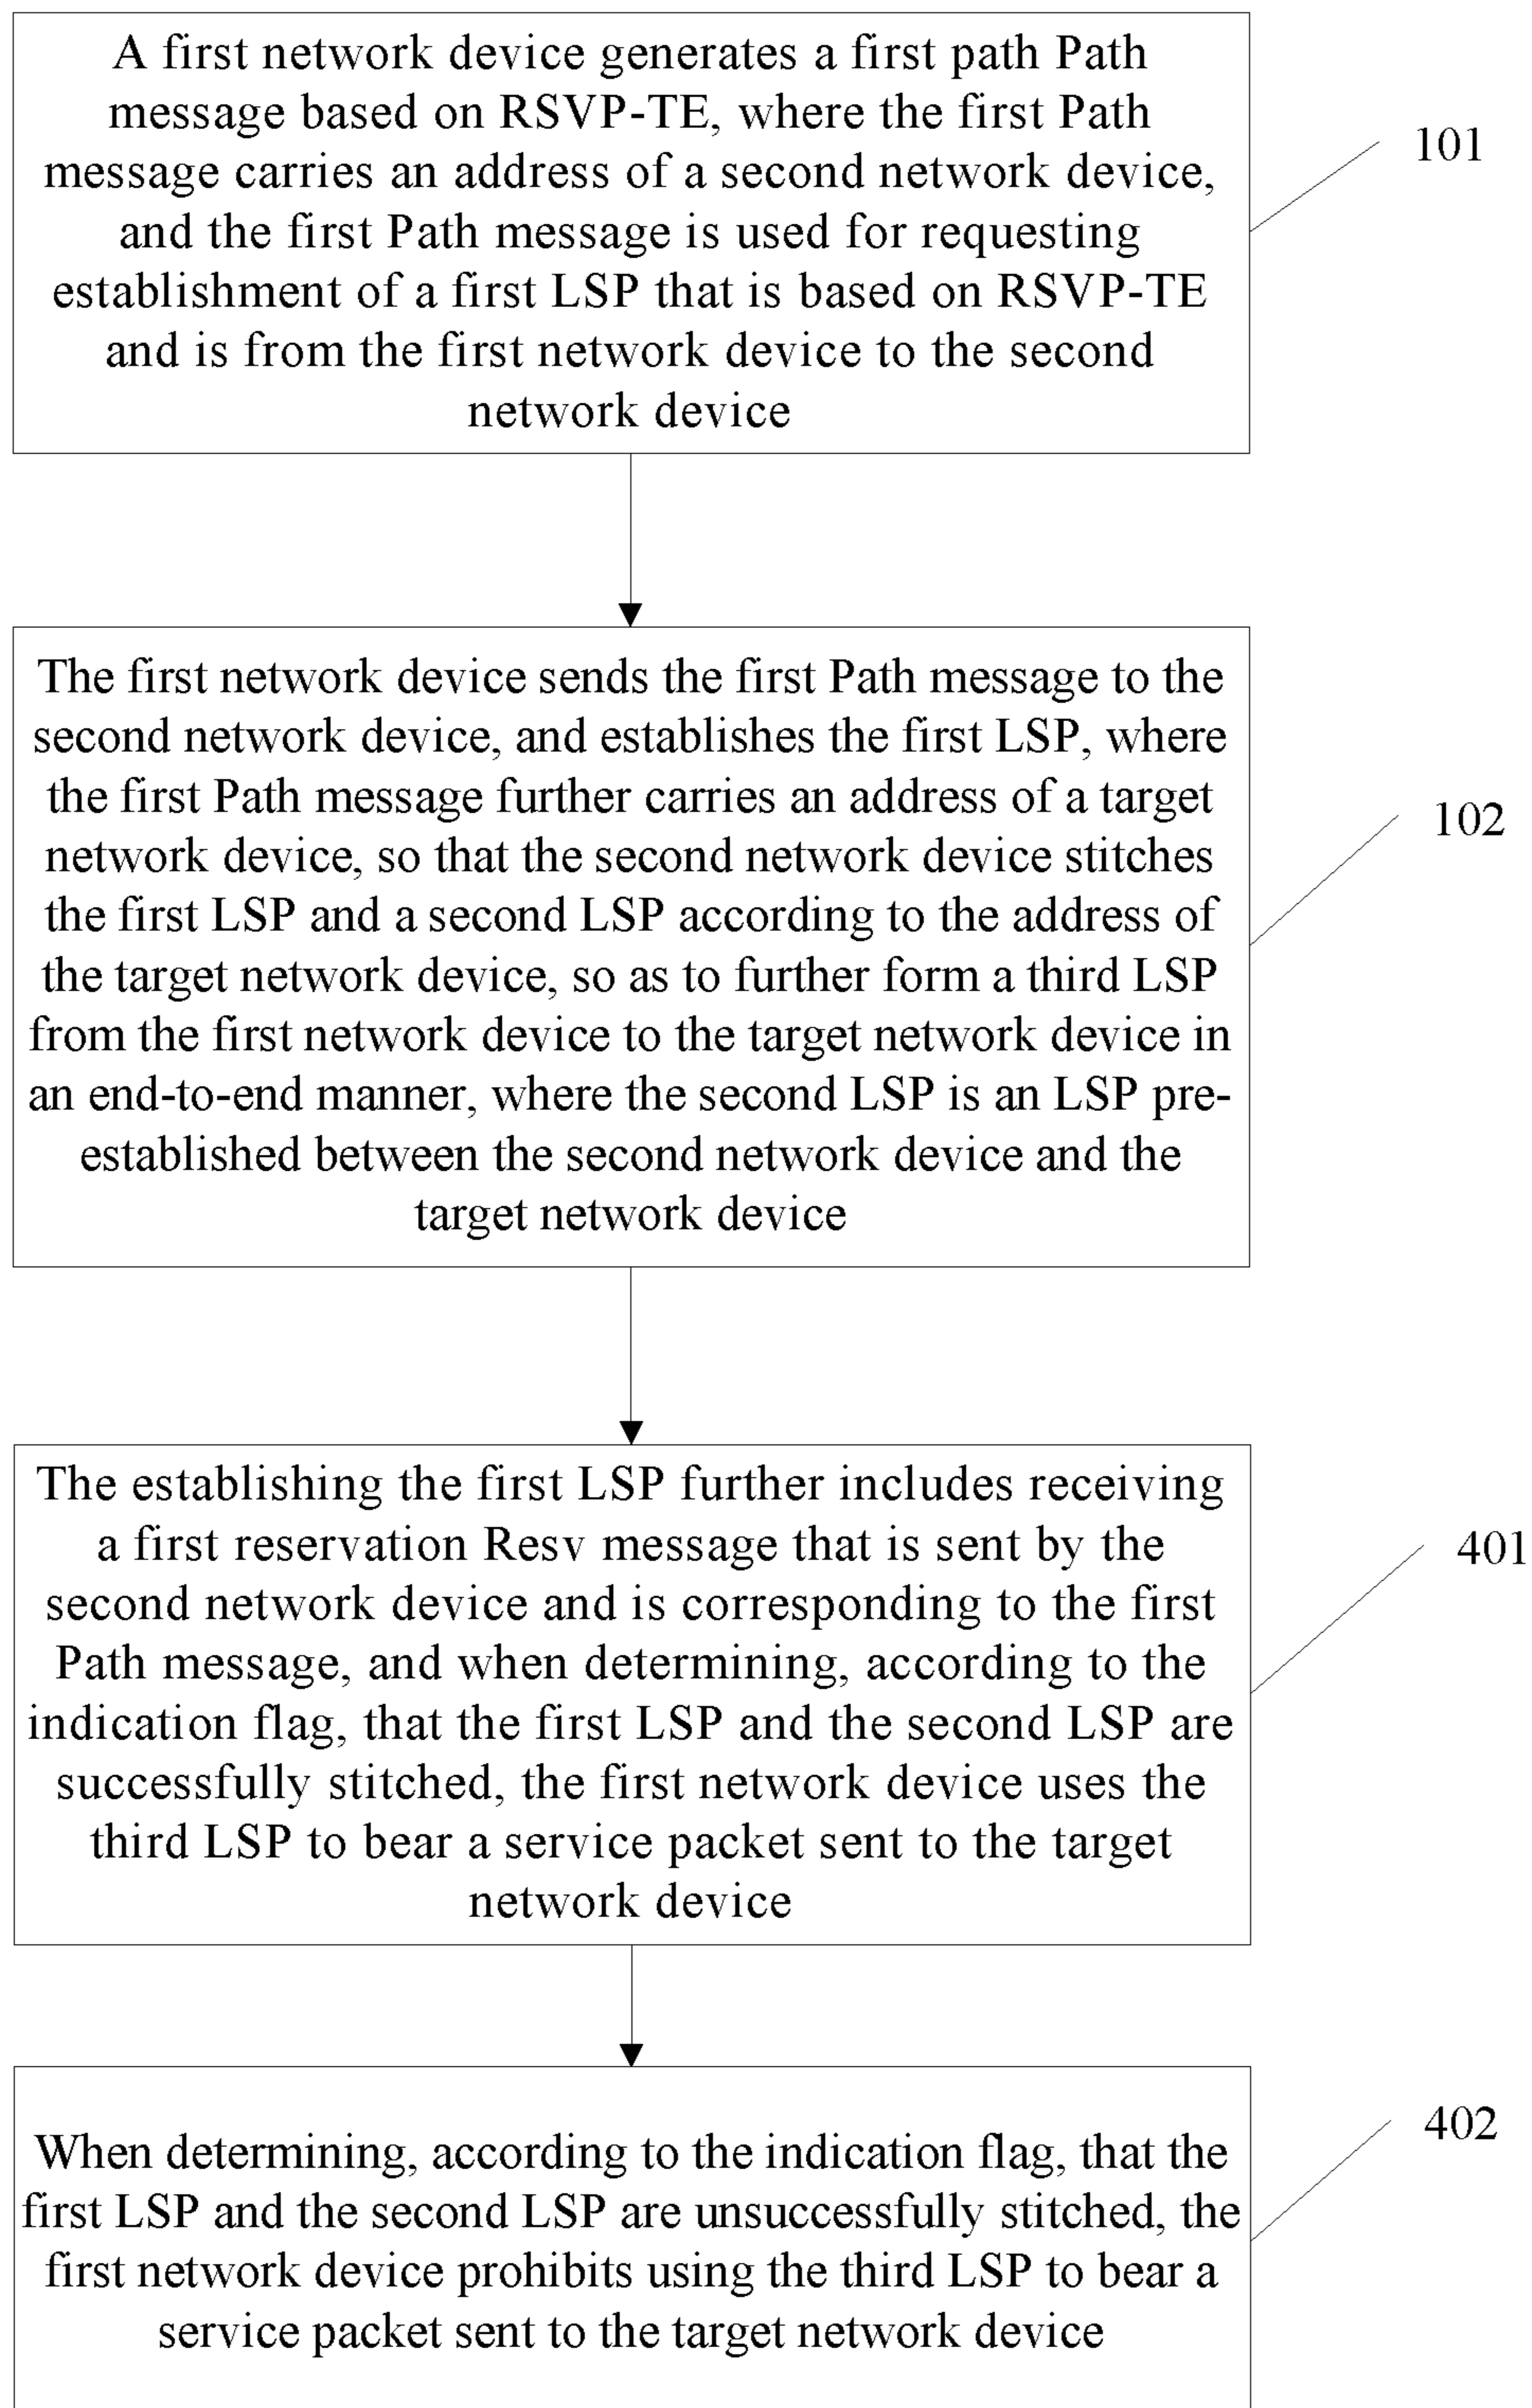 A first network device generates a first path Path
message based on RSVP-TE, where the first Path
message carries an address of a second network device,
and the first Path message is used for requesting
establishment of a first LSP that is based on RSVP-TE
and is from the first network device to the second
network device
101
The first network device sends the first Path message to the
second network device, and establishes the first LSP, where
the first Path message further carries an address of a target
network device, so that the second network device stitches
the first LSP and a second LSP according to the address of
the target network device, so as to further form a third LSP
from the first network device to the target network device in
an end-to-end manner, where the second LSP is an LSP pre-
established between the second network device and the
target network device
102
The establishing the first LSP further includes receiving
a first reservation Resv message that is sent by the
second network device and is corresponding to the first
Path message, and when determining, according to the
indication flag, that the first LSP and the second LSP are
successfully stitched, the first network device uses the
third LSP to bear a service packet sent to the target
network device
401
When determining, according to the indication flag, that the
first LSP and the second LSP are unsuccessfully stitched, the
first network device prohibits using the third LSP to bear a
service packet sent to the target network device
402